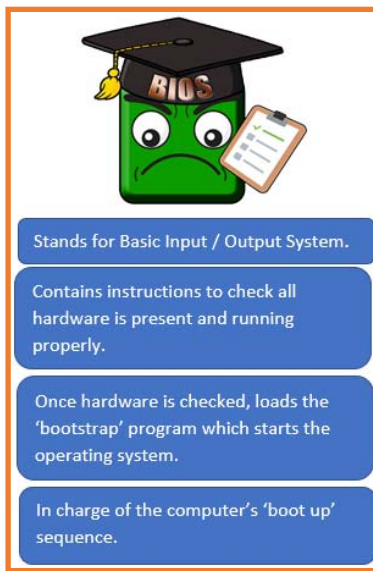 BIOS
Stands for Basic Input / Output System.
Contains instructions to check all
hardware is present and running
properly.
Once hardware is checked, loads the
‘bootstrap’ program which starts the
operating system.
In charge of the computer’s ‘boot up’
sequence.